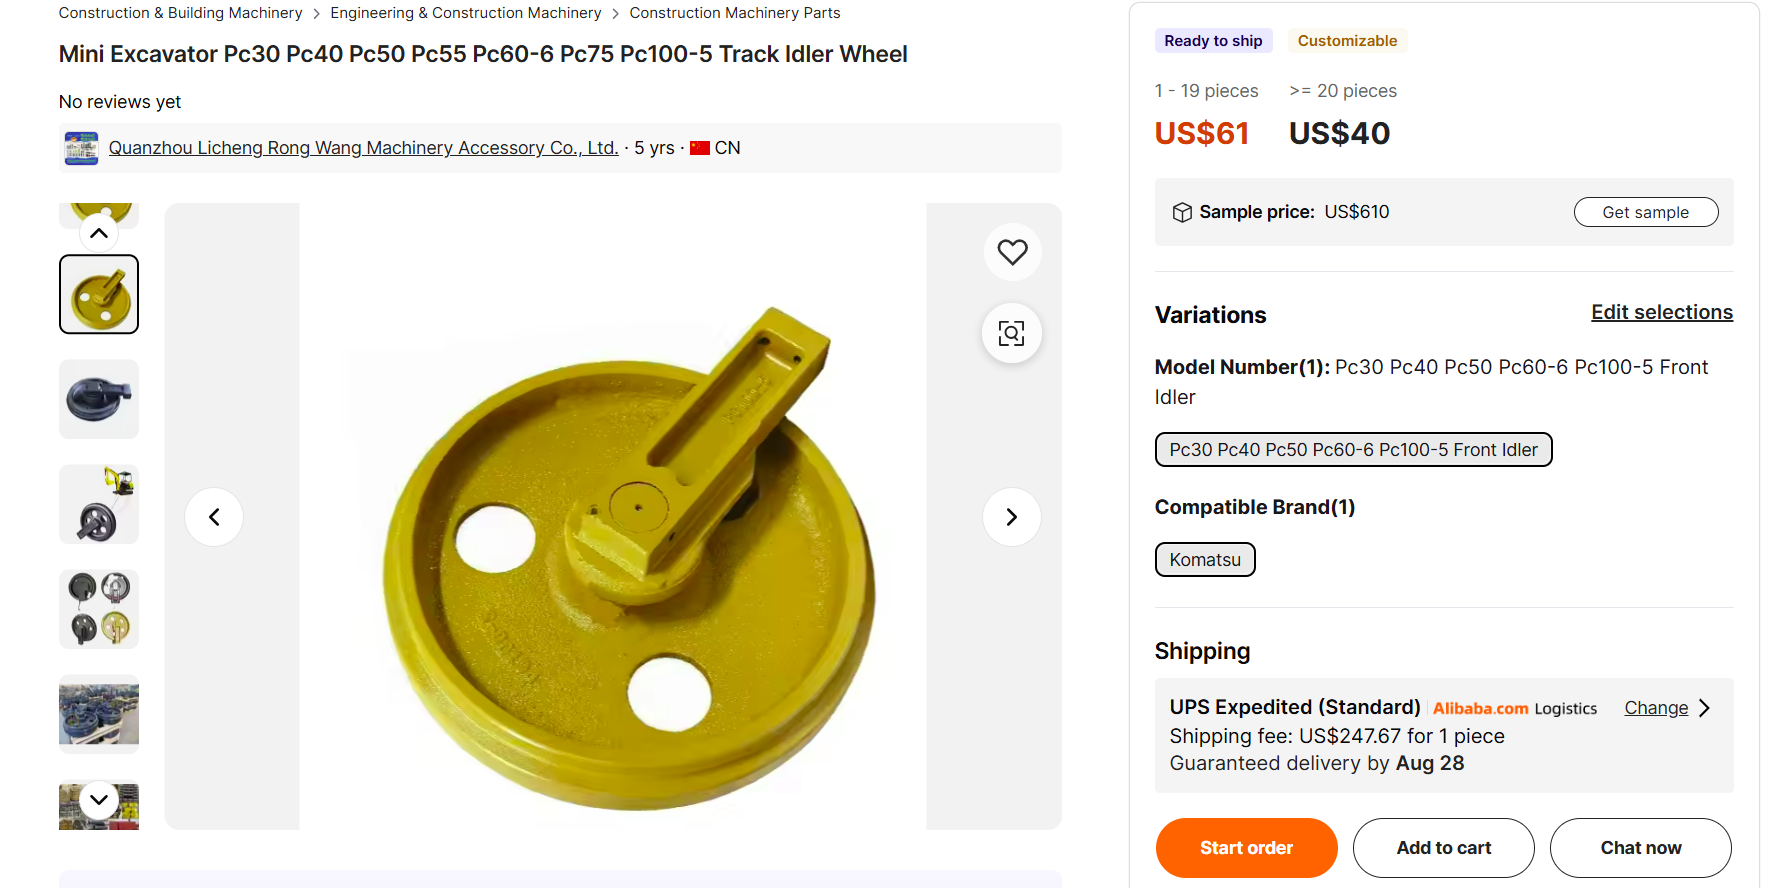 Construction & Building Machinery > Engineering & Construction Machinery > Construction Machinery Parts
Mini Excavator Pc30 Pc40 Pc50 Pc55 Pc60-6 Pc75 Pc100-5 Track Idler Wheel
No reviews yet
Quanzhou Licheng Rong Wang Machinery Accessory Co., Ltd. · 5 yrs · CN
Ready to ship
Customizable
1 - 19 pieces
>= 20 pieces
US$61
US$40
Sample price: US$610
Get sample
Variations
Edit selections
Model Number(1): Pc30 Pc40 Pc50 Pc60-6 Pc100-5 Front
Idler
Pc30 Pc40 Pc50 Pc60-6 Pc100-5 Front Idler
Compatible Brand(1)
Komatsu
Shipping
UPS Expedited (Standard) Alibaba.com Logistics
Change
Shipping fee: US$247.67 for 1 piece
Guaranteed delivery by Aug 28
Start order
Add to cart
Chat now